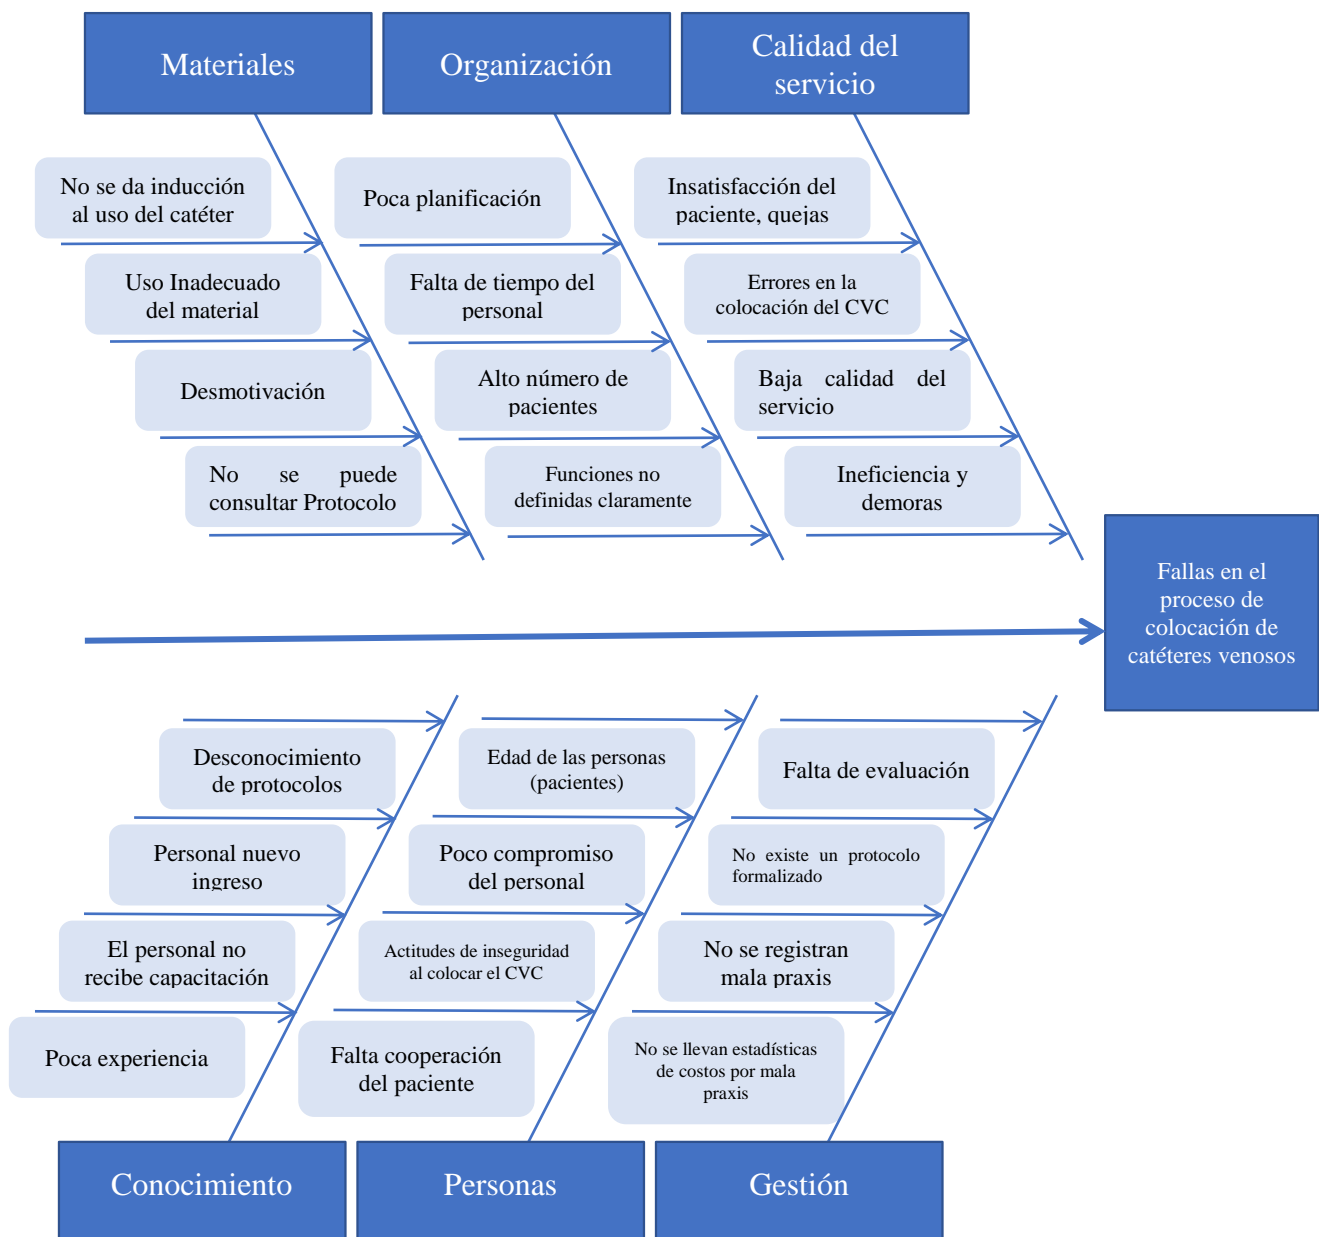 Materiales
Organización
Calidad del
servicio
No se da inducción
al uso del catéter
Uso Inadecuado
del material
Desmotivación
No se puede
consultar Protocolo
Poca planificación
Falta de tiempo del
personal
Alto número de
pacientes
Funciones no
definidas claramente
Insatisfacción del
paciente, quejas
Errores en la
colocación del CVC
Baja calidad del
servicio
Ineficiencia y
demoras
Fallas en el
proceso de
colocación de
catéteres venosos
Desconocimiento
de protocolos
Personal nuevo
ingreso
El personal no
recibe capacitación
Poca experiencia
Edad de las personas
(pacientes)
Poco compromiso
del personal
Actitudes de inseguridad
al colocar el CVC
Falta cooperación
del paciente
Falta de evaluación
No existe un protocolo
formalizado
No se registran
mala praxis
No se llevan estadísticas
de costos por mala
praxis
Conocimiento
Personas
Gestión